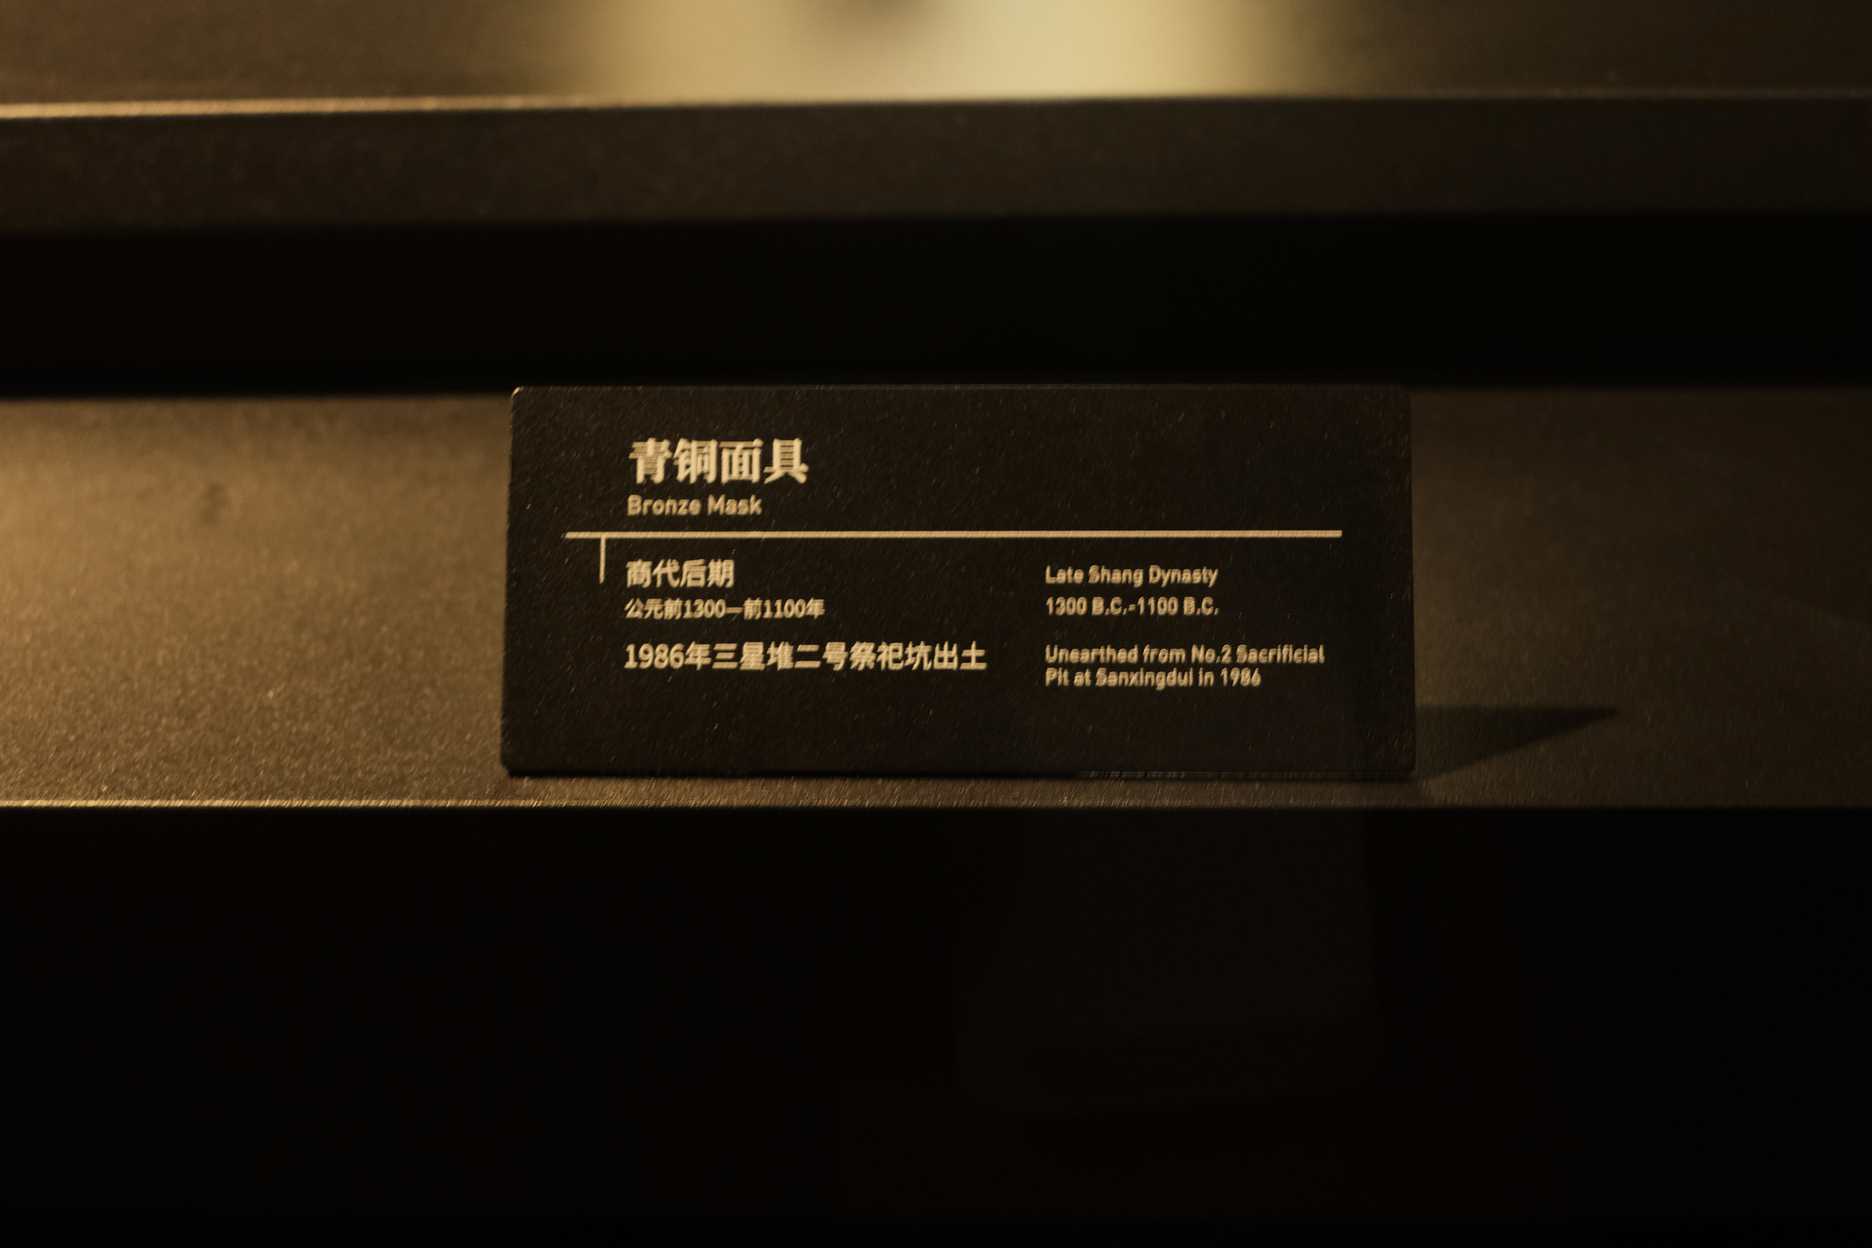 青铜面具
Bronze Mask
商代后期
公元前1300—前1100年
1986年三星堆二号祭祀坑出土
Late Shang Dynasty
1300 B.C.-1100 B.C.
Unearthed from No.2 Sacrificial
Pit at Sanxingdui in 1986